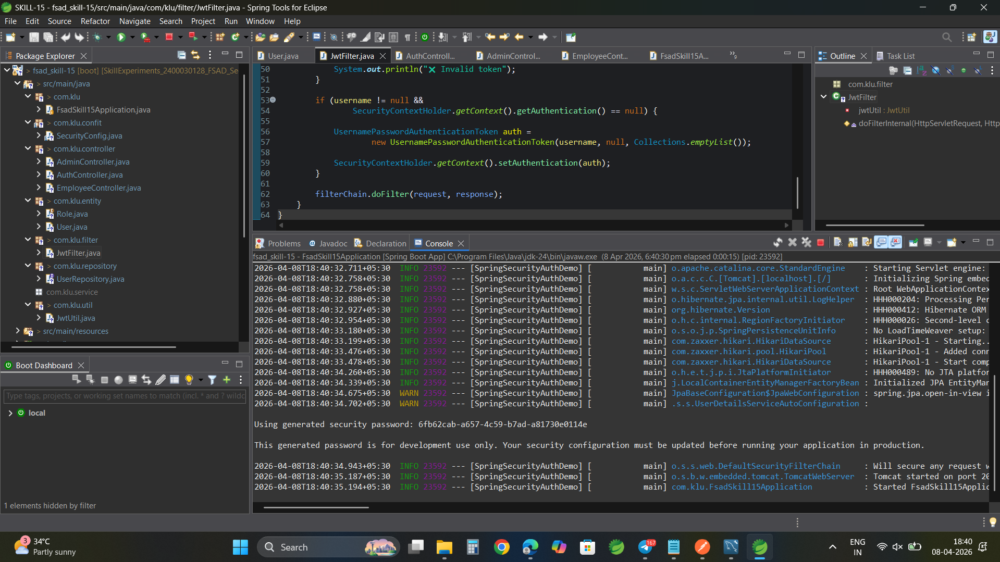 SKILL-15 - fsad_skill-15/src/main/java/com/klu/filter/JwtFilter.java - Spring Tools for Eclipse
File Edit Source Refactor Navigate Search Project Run Window Help
Package Explorer
> fsad_skill-15 [boot] [SkillExperiments_2400030128_FSAD_Se
> src/main/java
> com.klu
FsadSkill15Application.java
> com.klu.confit
SecurityConfig.java
> com.klu.controller
AdminController.java
AuthController.java
EmployeeController.java
> com.klu.entity
Role.java
User.java
> com.klu.filter
JwtFilter.java
> com.klu.repository
UserRepository.java
com.klu.service
> com.klu.util
JwtUtil.java
> src/main/resources
Boot Dashboard
Type tags, projects, or working set names to match (incl. * and ? wildc
local
1 elements hidden by filter
User.java JwtFilter.java AuthControll... AdminControl... EmployeeCont... FsadSkill15A... »9
50 System.out.println("❌ Invalid token");
51 }
52
53 if (username != null &&
54 SecurityContextHolder.getContext().getAuthentication() == null) {
55
56 UsernamePasswordAuthenticationToken auth =
57 new UsernamePasswordAuthenticationToken(username, null, Collections.emptyList());
58
59 SecurityContextHolder.getContext().setAuthentication(auth);
60 }
61
62 filterChain.doFilter(request, response);
63 }
64 }
Outline Task List
com.klu.filter
JwtFilter
jwtUtil : JwtUtil
doFilterInternal(HttpServletRequest, Http
Problems Javadoc Declaration Console
fsad_skill-15 - FsadSkill15Application [Spring Boot App] C:\Program Files\Java\jdk-24\bin\javaw.exe (8 Apr 2026, 6:40:30 pm elapsed 0:00:15) [pid: 23592]
2026-04-08T18:40:32.711+05:30 INFO 23592 --- [SpringSecurityAuthDemo] [ main] o.apache.catalina.core.StandardEngine : Starting Servlet engine:
2026-04-08T18:40:32.758+05:30 INFO 23592 --- [SpringSecurityAuthDemo] [ main] o.a.c.c.C.[Tomcat].[localhost].[/] : Initializing Spring embed
2026-04-08T18:40:32.758+05:30 INFO 23592 --- [SpringSecurityAuthDemo] [ main] w.s.c.ServletWebServerApplicationContext : Root WebApplicationContex
2026-04-08T18:40:32.880+05:30 INFO 23592 --- [SpringSecurityAuthDemo] [ main] o.hibernate.jpa.internal.util.LogHelper : HHH000204: Processing Per
2026-04-08T18:40:32.927+05:30 INFO 23592 --- [SpringSecurityAuthDemo] [ main] org.hibernate.Version : HHH000412: Hibernate ORM
2026-04-08T18:40:32.954+05:30 INFO 23592 --- [SpringSecurityAuthDemo] [ main] o.h.c.internal.RegionFactoryInitiator : HHH000026: Second-level c
2026-04-08T18:40:33.180+05:30 INFO 23592 --- [SpringSecurityAuthDemo] [ main] o.s.o.j.p.SpringPersistenceUnitInfo : No LoadTimeWeaver setup:
2026-04-08T18:40:33.199+05:30 INFO 23592 --- [SpringSecurityAuthDemo] [ main] com.zaxxer.hikari.HikariDataSource : HikariPool-1 - Starting..
2026-04-08T18:40:33.476+05:30 INFO 23592 --- [SpringSecurityAuthDemo] [ main] com.zaxxer.hikari.pool.HikariPool : HikariPool-1 - Added conn
2026-04-08T18:40:33.478+05:30 INFO 23592 --- [SpringSecurityAuthDemo] [ main] com.zaxxer.hikari.HikariDataSource : HikariPool-1 - Start comp
2026-04-08T18:40:34.260+05:30 INFO 23592 --- [SpringSecurityAuthDemo] [ main] o.h.e.t.j.p.i.JtaPlatformInitiator : HHH000489: No JTA platfor
2026-04-08T18:40:34.339+05:30 INFO 23592 --- [SpringSecurityAuthDemo] [ main] j.LocalContainerEntityManagerFactoryBean : Initialized JPA EntityMan
2026-04-08T18:40:34.675+05:30 WARN 23592 --- [SpringSecurityAuthDemo] [ main] JpaBaseConfiguration$JpaWebConfiguration : spring.jpa.open-in-view i
2026-04-08T18:40:34.702+05:30 WARN 23592 --- [SpringSecurityAuthDemo] [ main] .s.s.UserDetailsServiceAutoConfiguration :
Using generated security password: 6fb62cab-a657-4c59-b7ad-a81730e0114e
This generated password is for development use only. Your security configuration must be updated before running your application in production.
2026-04-08T18:40:34.943+05:30 INFO 23592 --- [SpringSecurityAuthDemo] [ main] o.s.s.web.DefaultSecurityFilterChain : Will secure any request w
2026-04-08T18:40:35.187+05:30 INFO 23592 --- [SpringSecurityAuthDemo] [ main] o.s.b.w.embedded.tomcat.TomcatWebServer : Tomcat started on port 20
2026-04-08T18:40:35.194+05:30 INFO 23592 --- [SpringSecurityAuthDemo] [ main] com.klu.FsadSkill15Application : Started FsadSkill15Applic
3
34°C
Partly sunny
Search
167
ENG
IN
18:40
08-04-2026